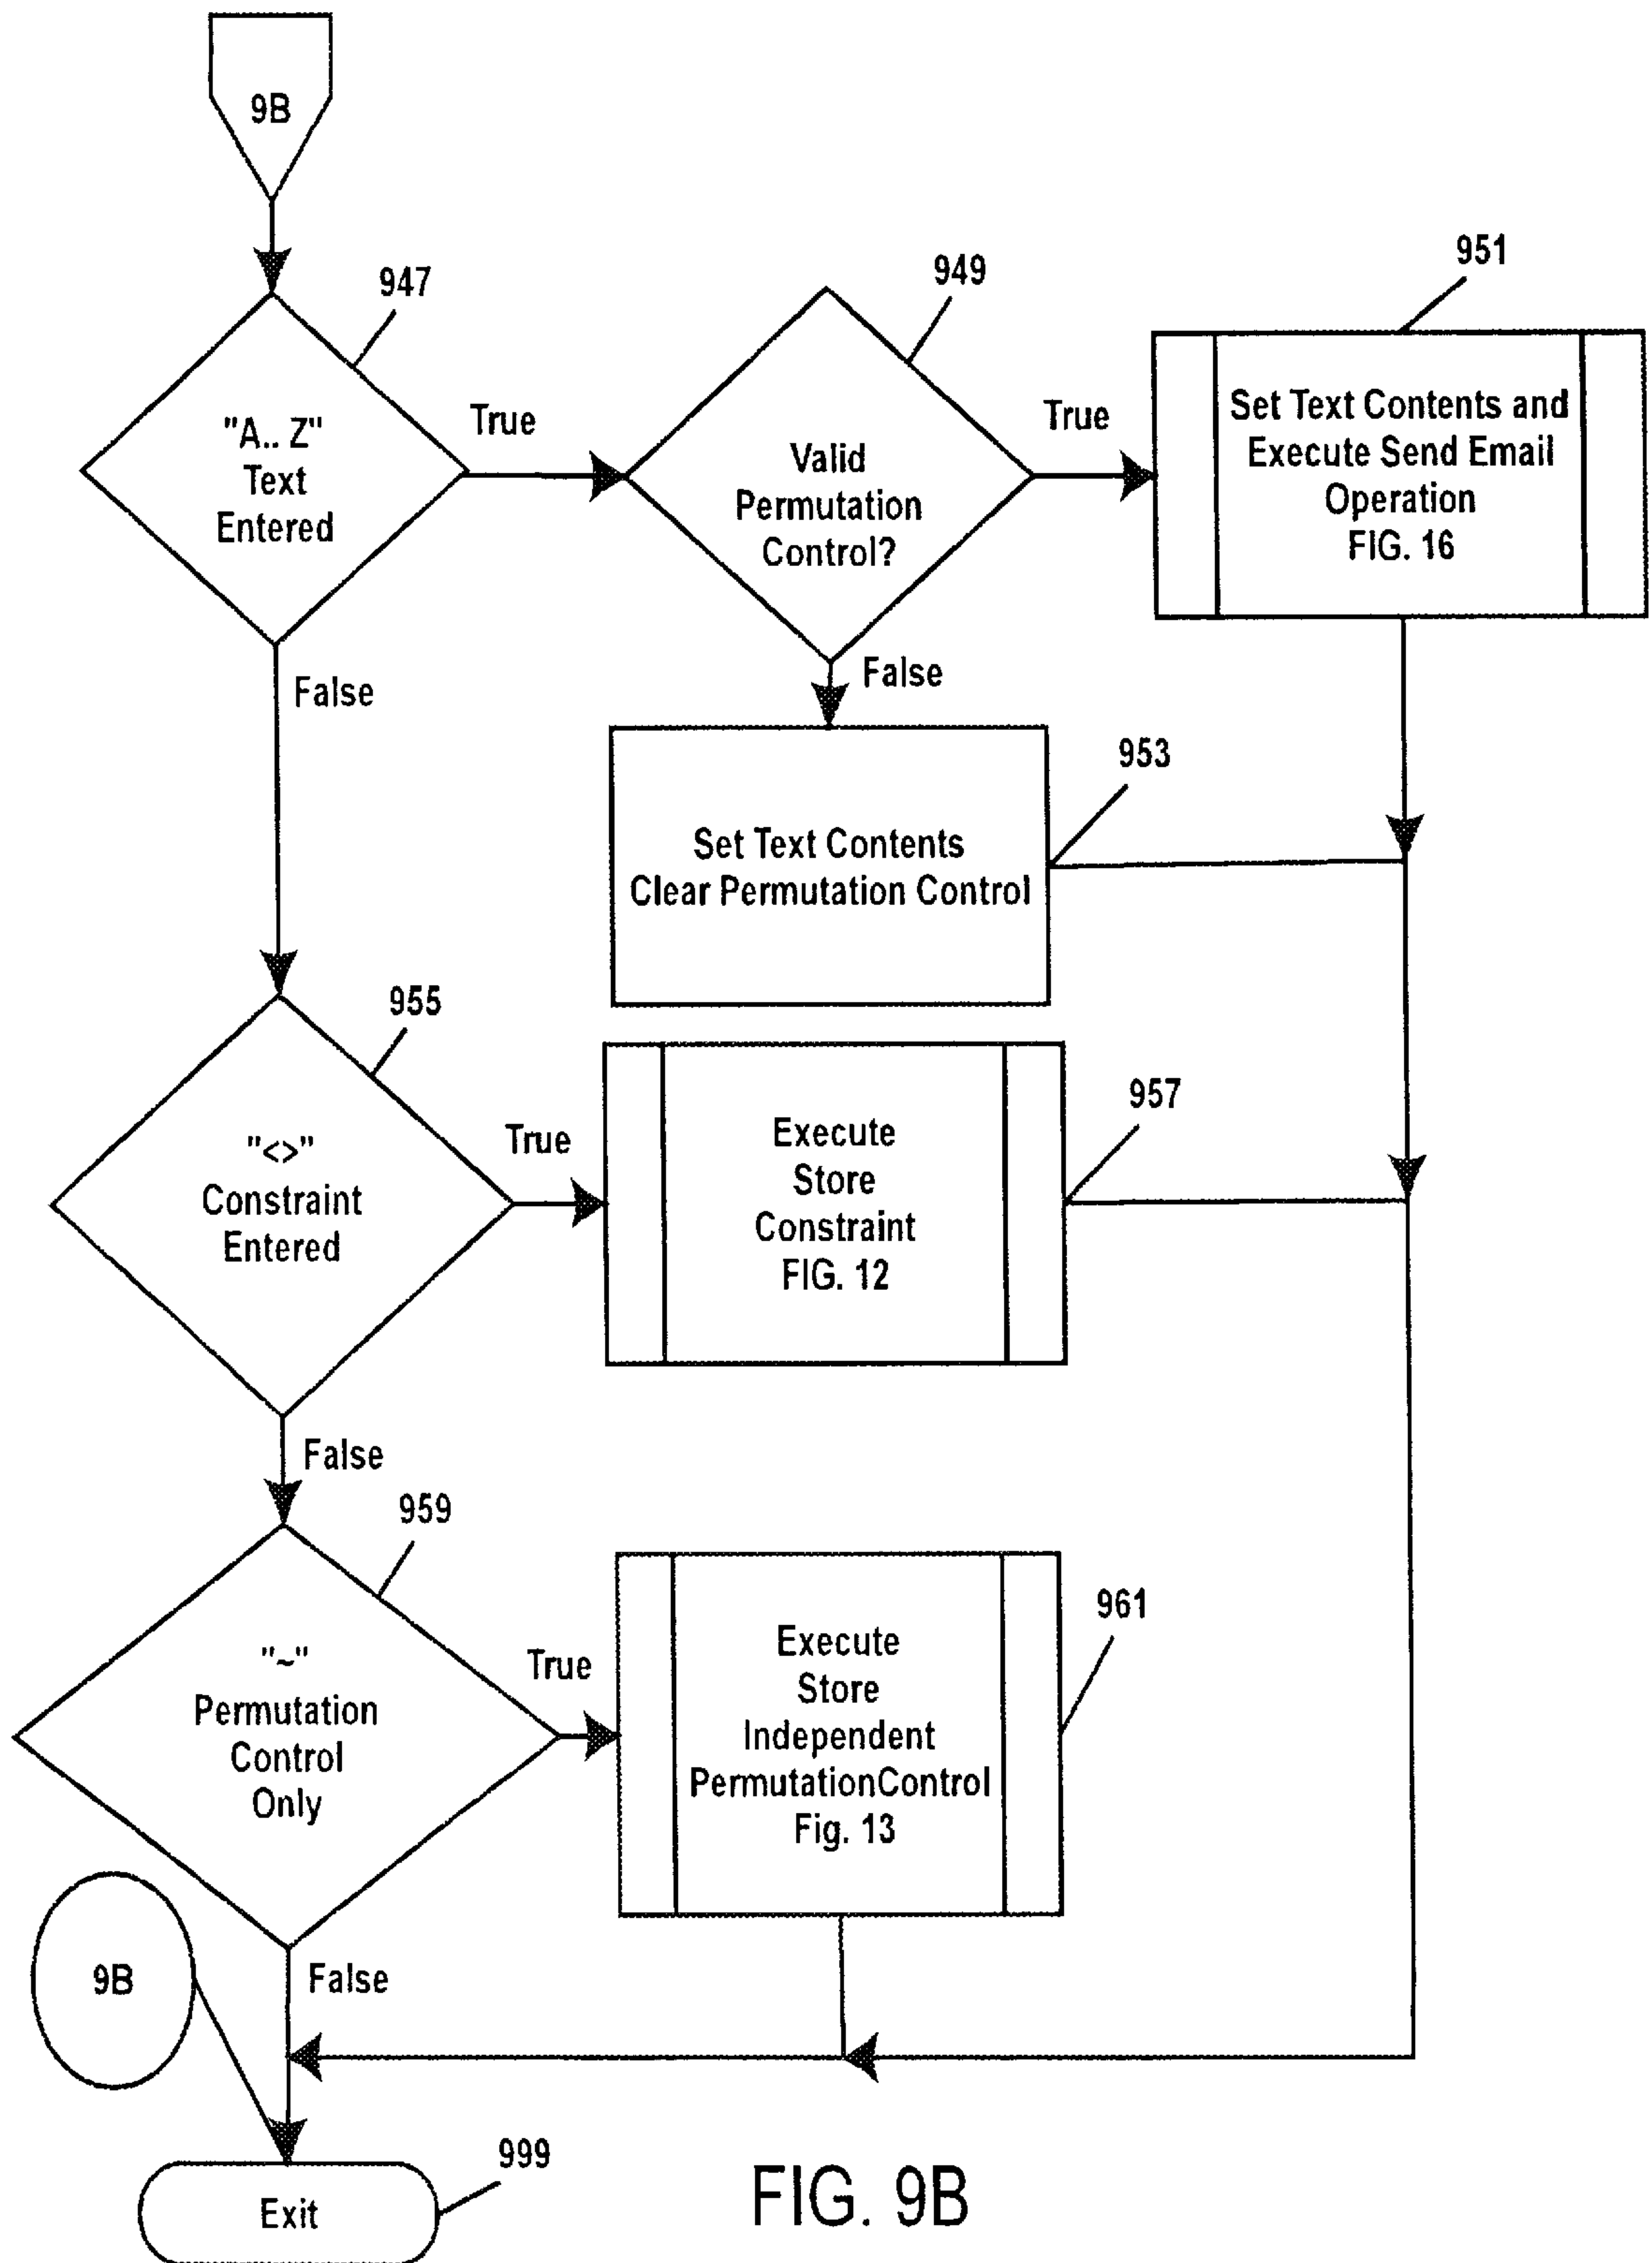 9B
947
"A.. Z"
Text
Entered
True
949
Valid
Permutation
Control?
True
951
Set Text Contents and
Execute Send Email
Operation
FIG. 16
False
False
953
Set Text Contents
Clear Permutation Control
955
"<>"
Constraint
Entered
True
957
Execute
Store
Constraint
FIG. 12
False
959
"~"
Permutation
Control
Only
True
961
Execute
Store
Independent
PermutationControl
Fig. 13
9B
False
999
Exit
FIG. 9B